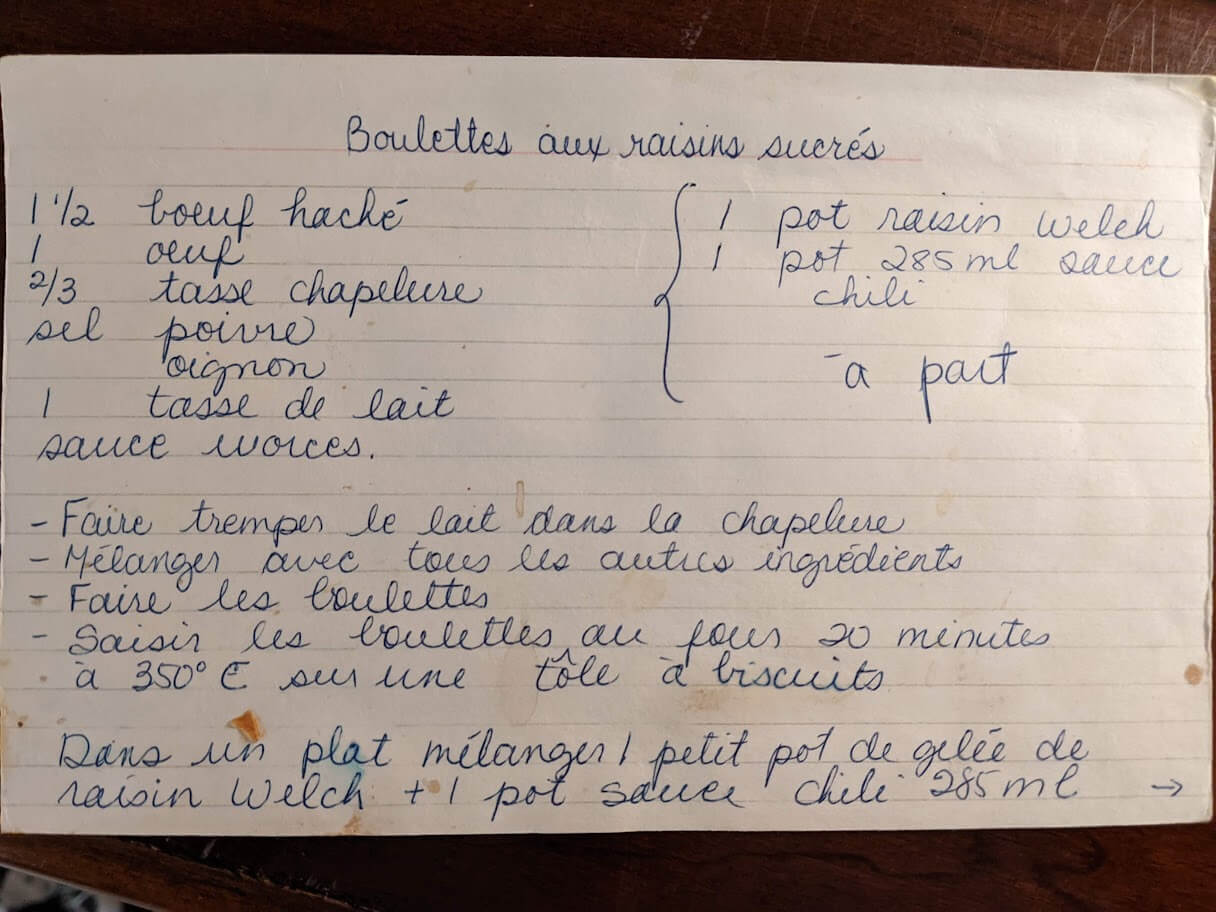 Boulettes aux raisins sucrés
1 1/2 boeuf haché
1 oeuf
2/3 tasse chapelure
sel poivre
oignon
1 tasse de lait
sauce worces.
1 pot raisin welch
1 pot 285 ml sauce
chili
à part
- Faire tremper le lait dans la chapelure
- Mélanger avec tous les autres ingrédients
- Faire les boulettes
- Saisir les boulettes au four 20 minutes
à 350° C sur une tôle à biscuits
Dans un plat mélanger 1 petit pot de gelée de
raisin Welch + 1 pot sauce chili 285 ml →